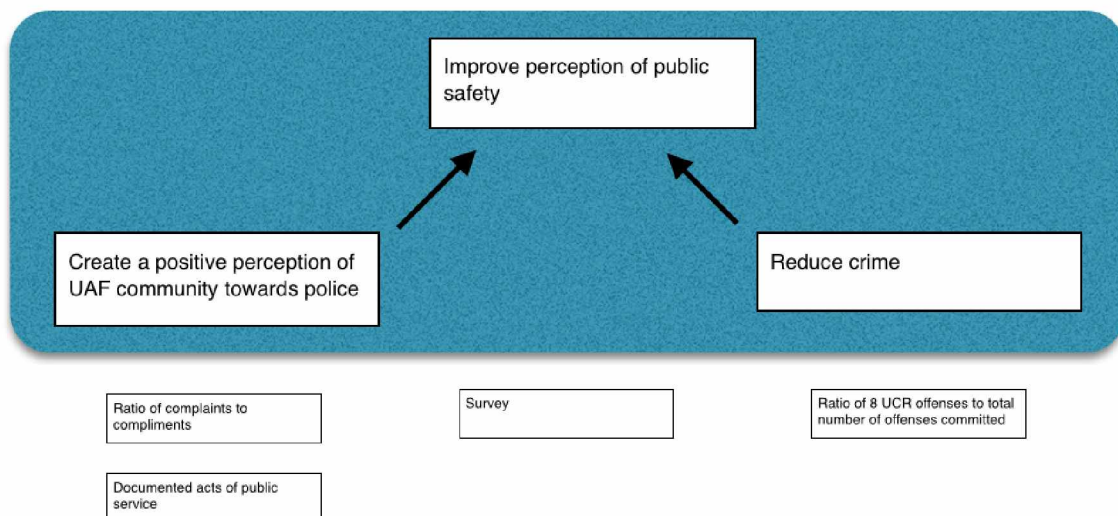 Improve perception of public
safety
Create a positive perception of
UAF community towards police
Reduce crime
Ratio of complaints to
compliments
Survey
Ratio of 8 UCR offenses to total
number of offenses committed
Documented acts of public
service